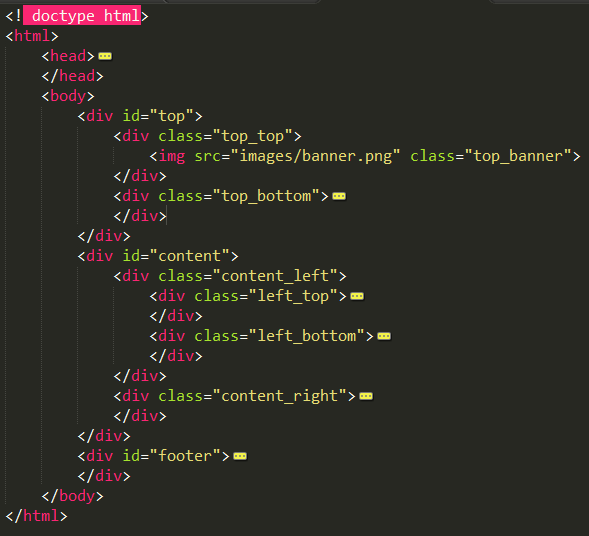 <! doctype html>
<html>
<head>
</head>
<body>
<div id="top">
<div class="top_top">
<img src="images/banner.png" class="top_banner">
</div>
<div class="top_bottom">
</div>
</div>
<div id="content">
<div class="content_left">
<div class="left_top">
</div>
<div class="left_bottom">
</div>
</div>
<div class="content_right">
</div>
</div>
<div id="footer">
</div>
</body>
</html>